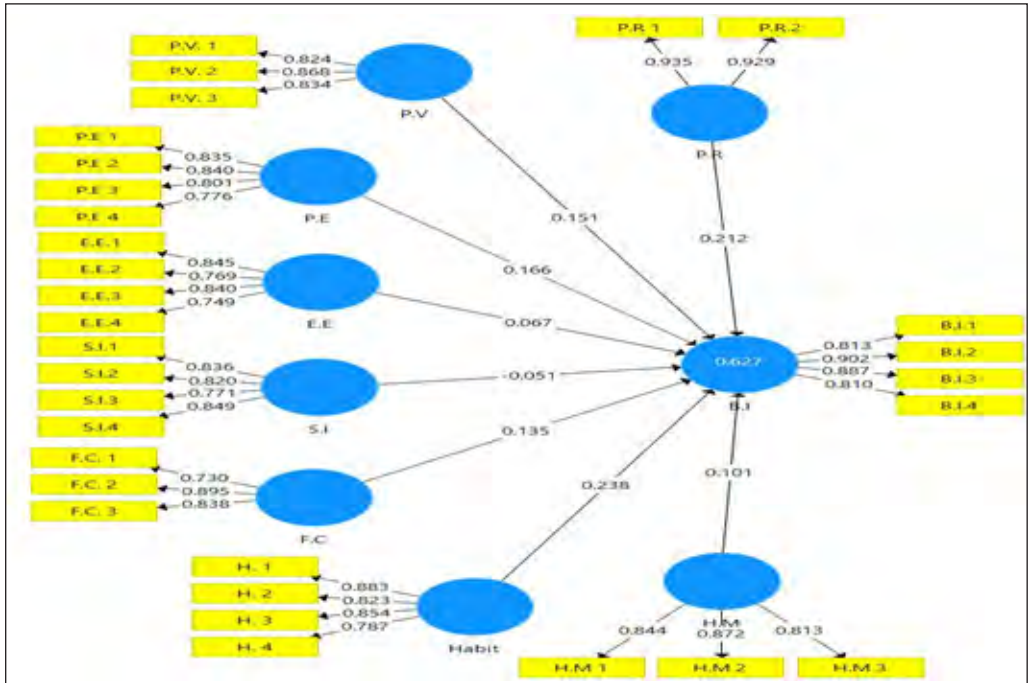 P.R 1
P.R.2
P.V. 1
P.V. 2
P.V. 3
0.824
0.868
0.834
P.V
0.935
0.929
P.R
P.E 1
P.E 2
P.E 3
P.E 4
0.835
0.840
0.801
0.776
P.E
0.151
0.212
0.166
E.E.1
E.E.2
E.E.3
E.E.4
0.845
0.769
0.840
0.749
E.E
0.067
S.I.1
S.I.2
S.I.3
S.I.4
0.836
0.820
0.771
0.849
S.I
-0.051
0.627
B.I
0.813
0.902
0.887
0.810
B.I.1
B.I.2
B.I.3
B.I.4
F.C. 1
F.C. 2
F.C. 3
0.730
0.895
0.838
F.C
0.135
0.238
0.101
H. 1
H. 2
H. 3
H. 4
0.883
0.823
0.854
0.787
Habit
H.M
0.844
0.872
0.813
H.M 1
H.M.2
H.M.3